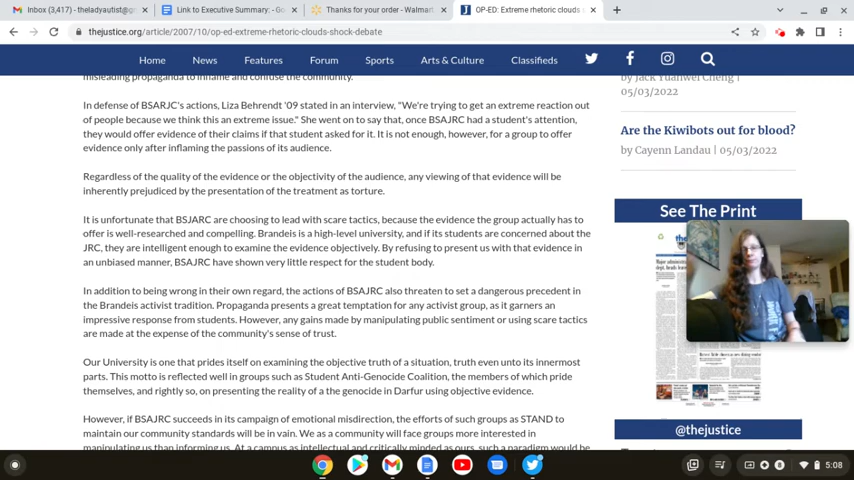 Inbox (3,417) - theladyautist@gm
Link to Executive Summary: - Go
Thanks for your order - Walmart
OP-ED: Extreme rhetoric clouds s
thejustice.org/article/2007/10/op-ed-extreme-rhetoric-clouds-shock-debate
Home News Features Forum Sports Arts & Culture Classifieds
misleading propaganda to inflame and confuse the community.
In defense of BSARJC's actions, Liza Behrendt '09 stated in an interview, "We're trying to get an extreme reaction out
of people because we think this an extreme issue." She went on to say that, once BSAJRC had a student's attention,
they would offer evidence of their claims if that student asked for it. It is not enough, however, for a group to offer
evidence only after inflaming the passions of its audience.
Regardless of the quality of the evidence or the objectivity of the audience, any viewing of that evidence will be
inherently prejudiced by the presentation of the treatment as torture.
It is unfortunate that BSJARC are choosing to lead with scare tactics, because the evidence the group actually has to
offer is well-researched and compelling. Brandeis is a high-level university, and if its students are concerned about the
JRC, they are intelligent enough to examine the evidence objectively. By refusing to present us with that evidence in
an unbiased manner, BSAJRC have shown very little respect for the student body.
In addition to being wrong in their own regard, the actions of BSAJRC also threaten to set a dangerous precedent in
the Brandeis activist tradition. Propaganda presents a great temptation for any activist group, as it garners an
impressive response from students. However, any gains made by manipulating public sentiment or using scare tactics
are made at the expense of the community's sense of trust.
Our University is one that prides itself on examining the objective truth of a situation, truth even unto its innermost
parts. This motto is reflected well in groups such as Student Anti-Genocide Coalition, the members of which pride
themselves, and rightly so, on presenting the reality of a the genocide in Darfur using objective evidence.
However, if BSAJRC succeeds in its campaign of emotional misdirection, the efforts of such groups as STAND to
maintain our community standards will be in vain. We as a community will face groups more interested in
manipulating us than informing us. At a campus as intellectual and critically minded as ours, such a paradigm would be
by Jack Yuanwei Cheng |
05/03/2022
Are the Kiwibots out for blood?
by Cayenn Landau | 05/03/2022
See The Print
@thejustice
5:08